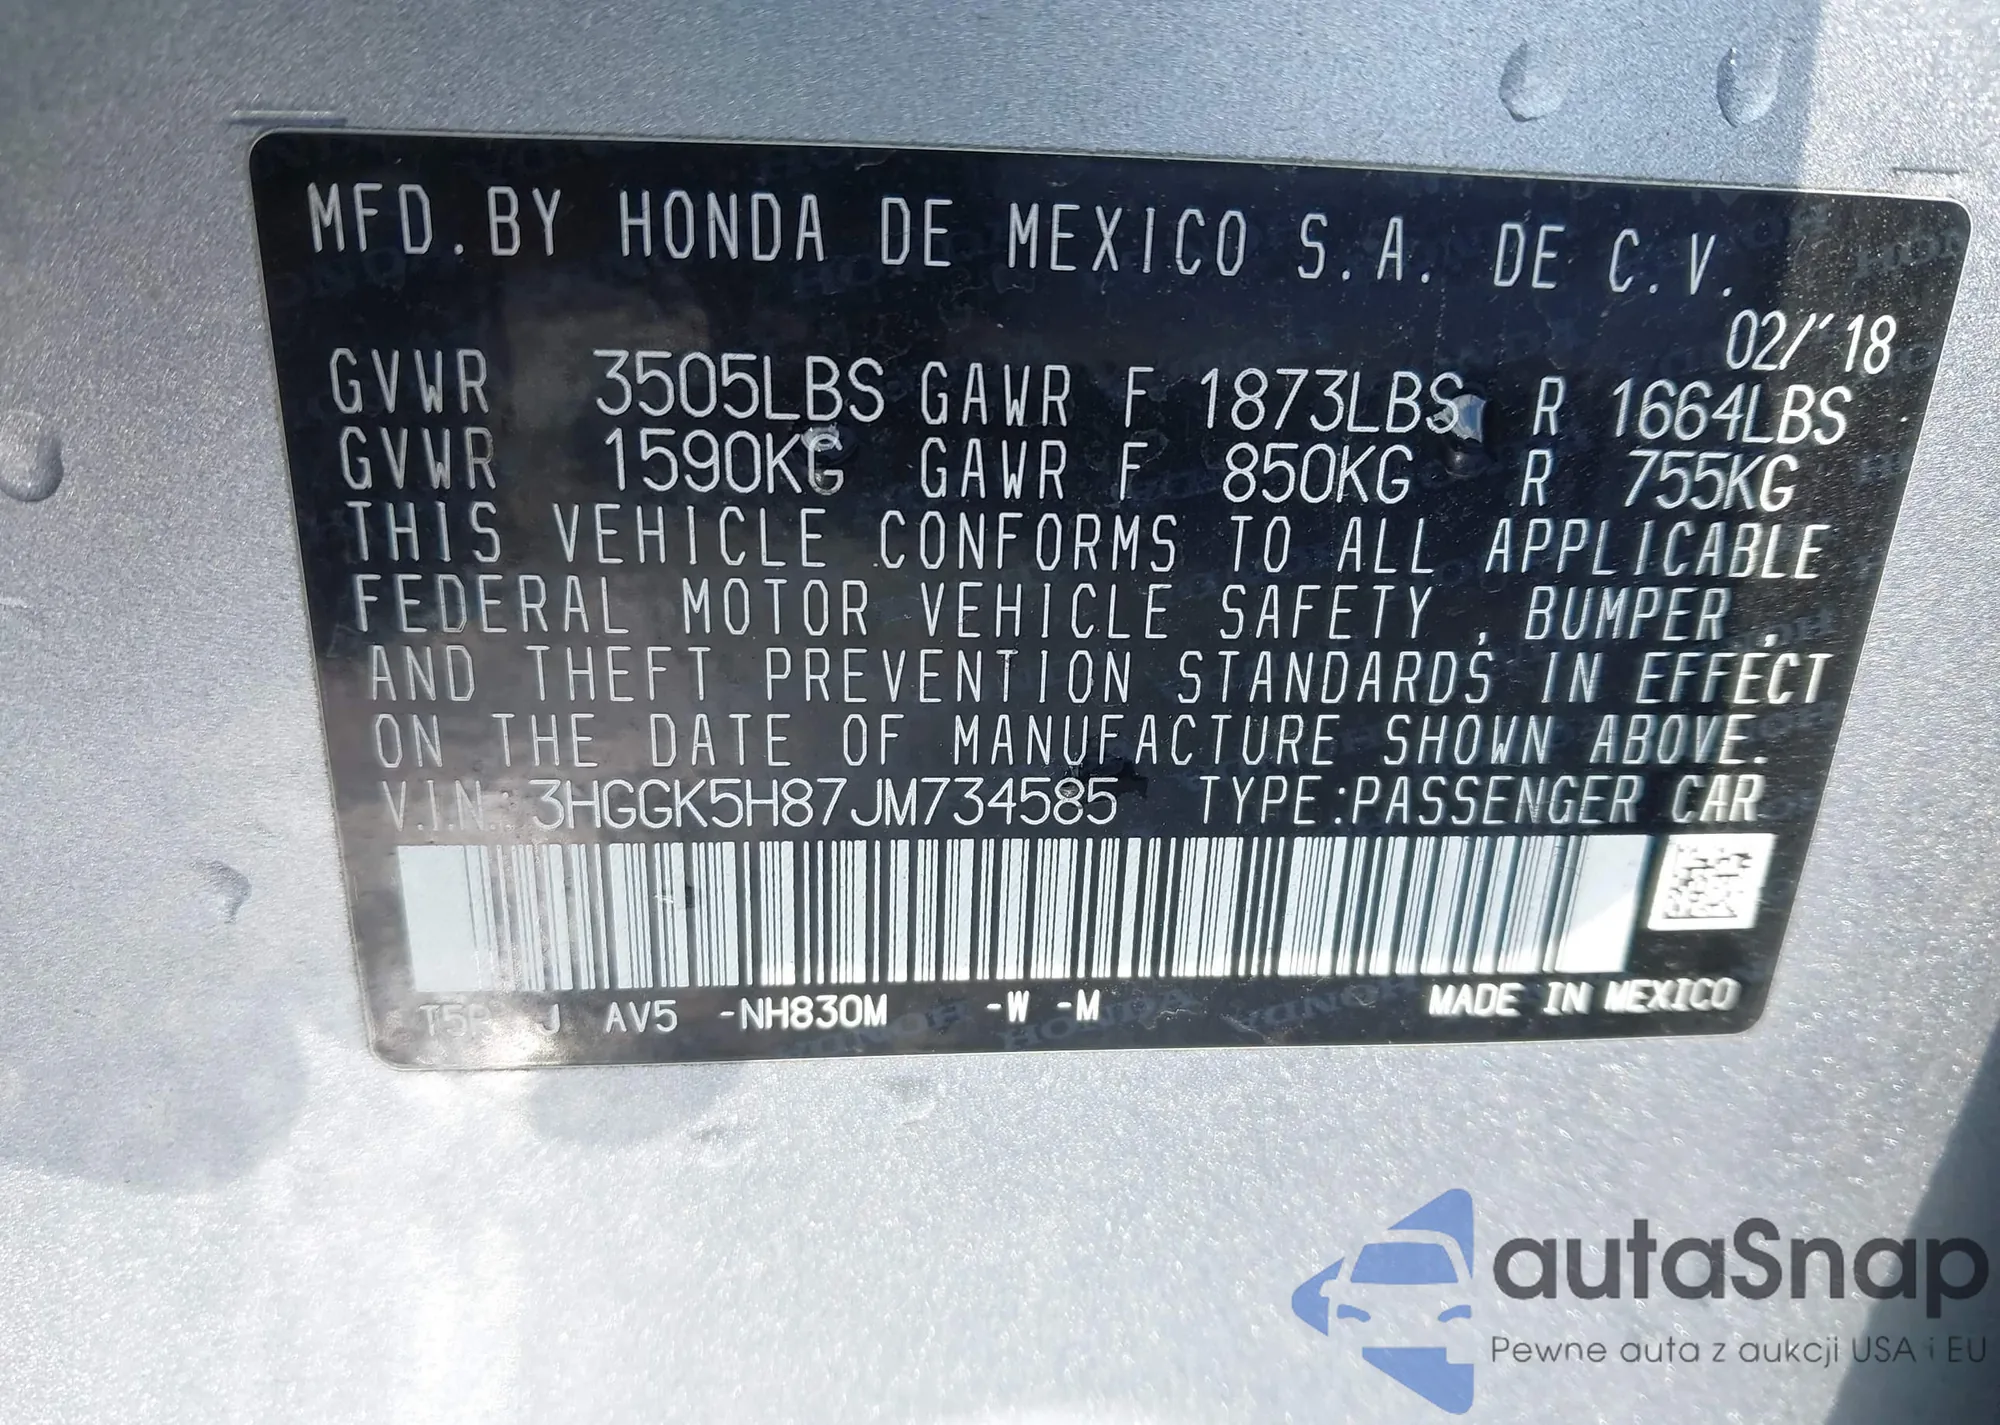 MFD. BY HONDA DE MEXICO S.A. DE C.V.
02/'18
GVWR 3505LBS GAWR F 1873LBS R 1664LBS
GVWR 1590KG GAWR F 850KG R 755KG
THIS VEHICLE CONFORMS TO ALL APPLICABLE
FEDERAL MOTOR VEHICLE SAFETY, BUMPER,
AND THEFT PREVENTION STANDARDS IN EFFECT
ON THE DATE OF MANUFACTURE SHOWN ABOVE.
V.I.N.: 3HGGK5H87JM734585 TYPE:PASSENGER CAR
T5R J AV5 -NH830M -W -M MADE IN MEXICO
autaSnap
Pewne auta z aukcji USA i EU